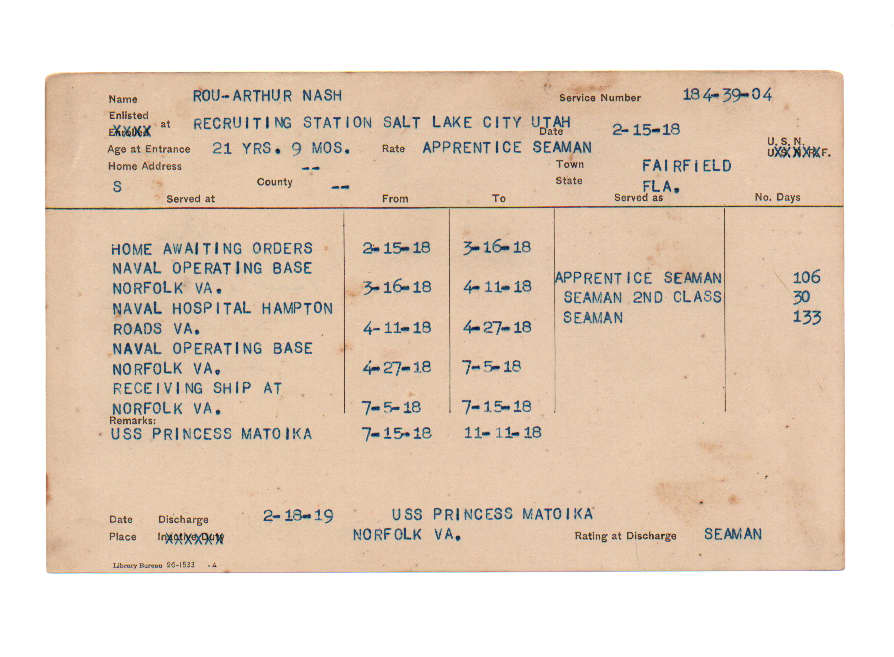 Name ROU-ARTHUR NASH Service Number 184-39-04
Enlisted
Enrolled at RECRUITING STATION SALT LAKE CITY UTAH Date 2-15-18
Age at Entrance 21 YRS. 9 MOS. Rate APPRENTICE SEAMAN U.S.N.
Home Address -- Town FAIRFIELD
S County -- State FLA.
Served at From To Served as No. Days
HOME AWAITING ORDERS 2-15-18 3-16-18
NAVAL OPERATING BASE APPRENTICE SEAMAN 106
NORFOLK VA. 3-16-18 4-11-18 SEAMAN 2ND CLASS 30
NAVAL HOSPITAL HAMPTON SEAMAN 133
ROADS VA. 4-11-18 4-27-18
NAVAL OPERATING BASE
NORFOLK VA. 4-27-18 7-5-18
RECEIVING SHIP AT
NORFOLK VA. 7-5-18 7-15-18
Remarks:
USS PRINCESS MATOIKA 7-15-18 11-11-18
Date Discharge 2-18-19 USS PRINCESS MATOIKA
Place Inactive Duty NORFOLK VA. Rating at Discharge SEAMAN
Library Bureau 26-1533